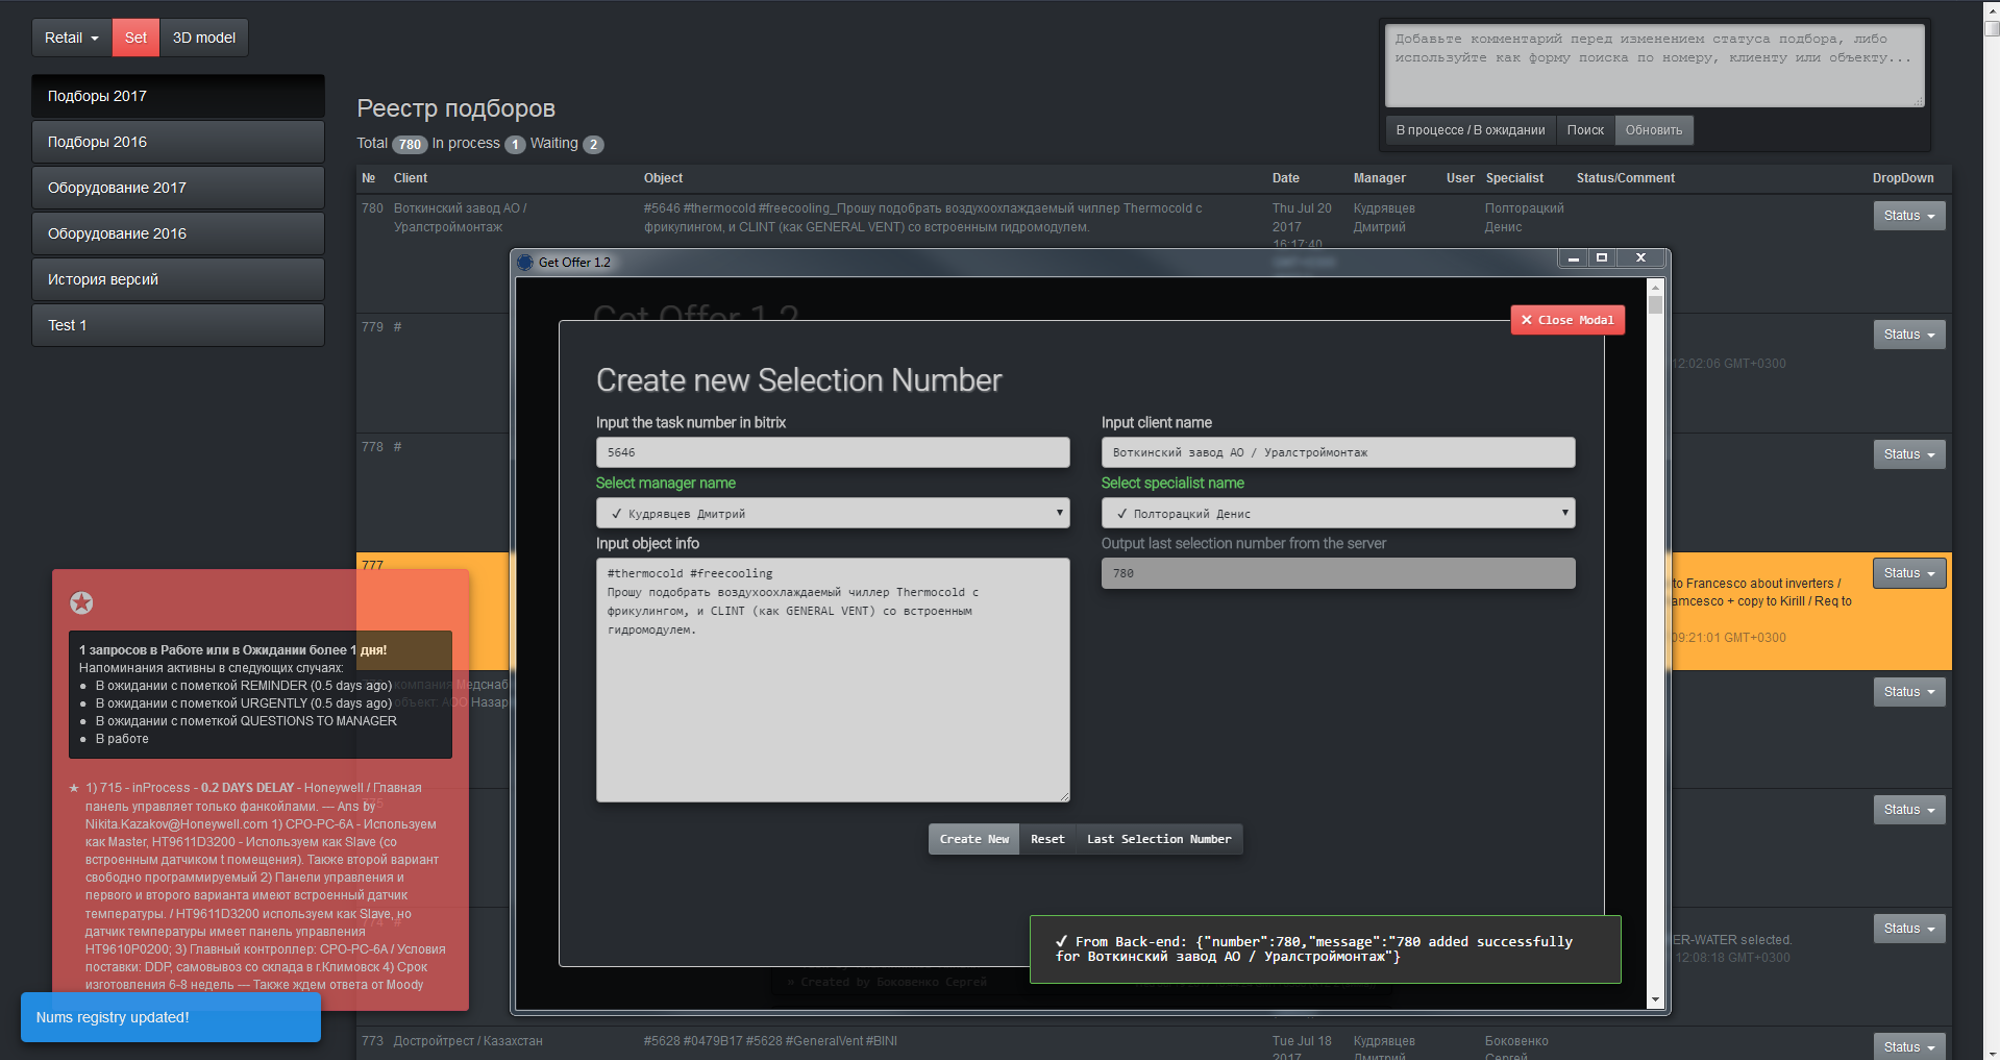 Retail Set 3D model
Добавьте комментарий перед изменением статуса подбора, либо
используйте как форму поиска по номеру, клиенту или объекту...
В процессе / В ожидании Поиск Обновить
Подборы 2017
Подборы 2016
Оборудование 2017
Оборудование 2016
История версий
Test 1
Реестр подборов
Total 780 In process 1 Waiting 2
№ Client Object Date Manager User Specialist Status/Comment DropDown
780 Воткинский завод АО / #5646 #thermocold #freecooling_Прошу подобрать воздухоохлаждаемый чиллер Thermocold с Thu Jul 20 Кудрявцев Полторацкий Status
Уралстроймонтаж фрикулингом, и CLINT (как GENERAL VENT) со встроенным гидромодулем. 2017 Дмитрий Денис
16:17:40
779 # Status
12:02:06 GMT+0300
778 # Status
777 Status
to Francesco about inverters /
amcesco + copy to Kirill / Req to
09:21:01 GMT+0300
компания Медснаб Status
объект: АОО Назар
Status
Status
ER-WATER selected.
12:08:18 GMT+0300
773 Достройтрест / Казахстан #5628 #0479B17 #5628 #GeneralVent #BINI Tue Jul 18 Кудрявцев Боковенко Status
2017 Дмитрий Сергей
Get Offer 1.2
Get Offer 1.2
Close Modal
Create new Selection Number
Input the task number in bitrix
5646
Input client name
Воткинский завод АО / Уралстроймонтаж
Select manager name
✓ Кудрявцев Дмитрий
Select specialist name
✓ Полторацкий Денис
Input object info
#thermocold #freecooling
Прошу подобрать воздухоохлаждаемый чиллер Thermocold с
фрикулингом, и CLINT (как GENERAL VENT) со встроенным
гидромодулем.
Output last selection number from the server
780
Create New Reset Last Selection Number
✓ From Back-end: {"number":780,"message":"780 added successfully
for Воткинский завод АО / Уралстроймонтаж"}
» Created by Боковенко Сергей
1 запросов в Работе или в Ожидании более 1 дня!
Напоминания активны в следующих случаях:
● В ожидании с пометкой REMINDER (0.5 days ago)
● В ожидании с пометкой URGENTLY (0.5 days ago)
● В ожидании с пометкой QUESTIONS TO MANAGER
● В работе
★ 1) 715 - inProcess - 0.2 DAYS DELAY - Honeywell / Главная
панель управляет только фанкойлами. --- Ans by
Nikita.Kazakov@Honeywell.com 1) CPO-PC-6A - Используем
как Master, HT9611D3200 - Используем как Slave (со
встроенным датчиком t помещения). Также второй вариант
свободно программируемый 2) Панели управления и
первого и второго варианта имеют встроенный датчик
температуры. / HT9611D3200 используем как Slave, но
датчик температуры имеет панель управления
HT9610P0200; 3) Главный контроллер: CPO-PC-6A / Условия
поставки: DDP, самовывоз со склада в г.Климовск 4) Срок
изготовления 6-8 недель --- Также ждем ответа от Moody
Nums registry updated!